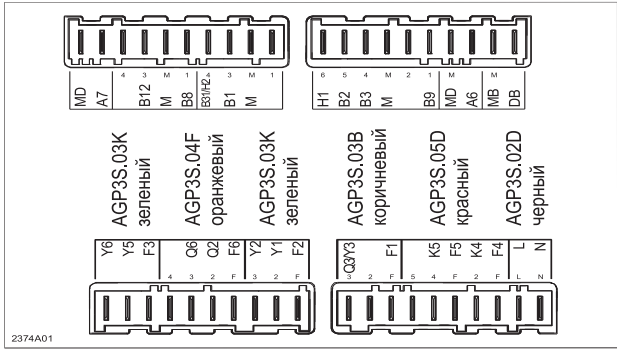 4 3 M 1 4 3 M 1
MD A7 B12 M B8 B31/H2 B1 M
6 5 4 M 2 1 M M
H1 B2 B3 M B9 MD A6 MB DB
AGP3S.03K
зеленый
AGP3S.04F
оранжевый
AGP3S.03K
зеленый
AGP3S.03B
коричневый
AGP3S.05D
красный
AGP3S.02D
черный
Y6 Y5 F3 Q6 Q2 F6 Y2 Y1 F2
4 3 2 F 3 2 F
Q3/Y3 F1 K5 F5 K4 F4 L N
3 2 F 5 4 F 2 F L N
2374A01